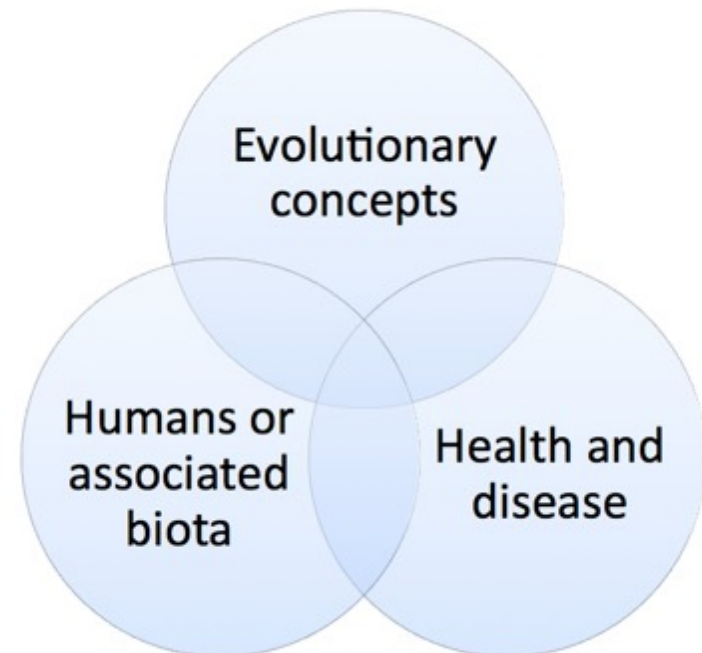 Evolutionary
concepts
Humans or
associated
biota
Health and
disease